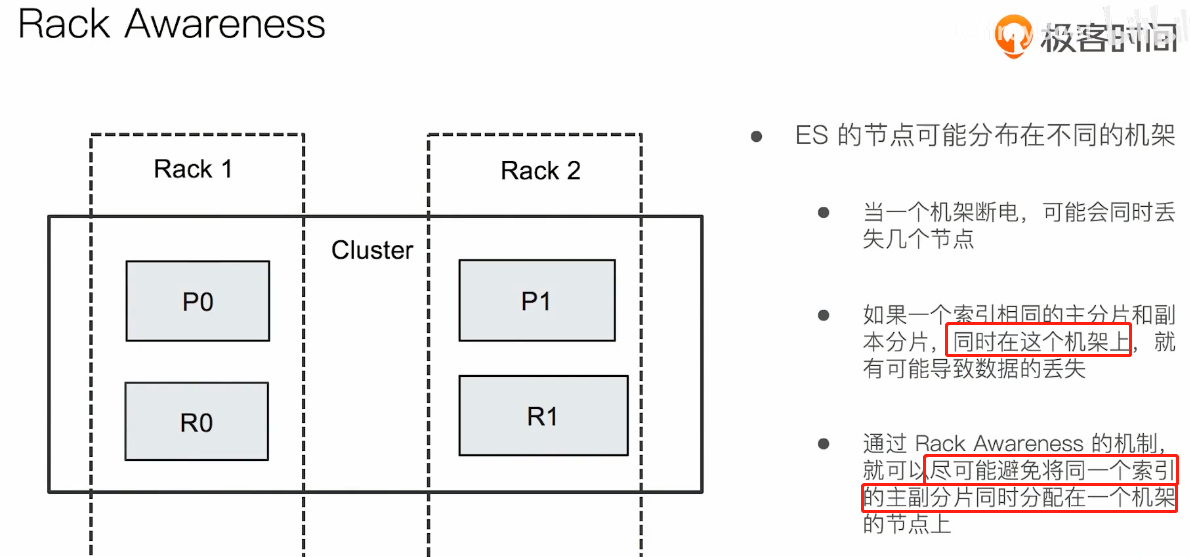 Rack Awareness
极客时间
Rack 1
Rack 2
Cluster
P0
P1
R0
R1
ES 的节点可能分布在不同的机架
当一个机架断电，可能会同时丢
失几个节点
如果一个索引相同的主分片和副
本分片，同时在这个机架上，就
有可能导致数据的丢失
通过 Rack Awareness 的机制，
就可以尽可能避免将同一个索引
的主副分片同时分配在一个机架
的节点上